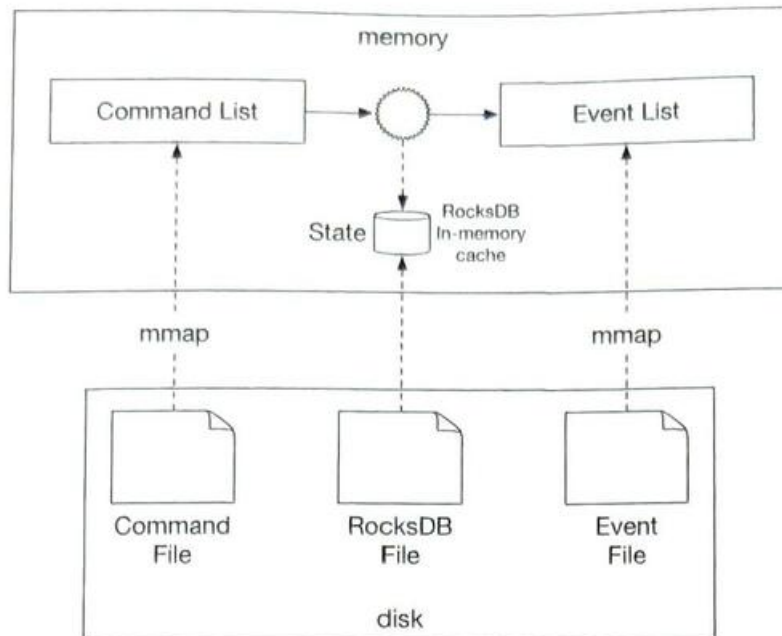 memory
Command List
Event List
State
RocksDB
In-memory
cache
mmap
mmap
Command
File
RocksDB
File
Event
File
disk